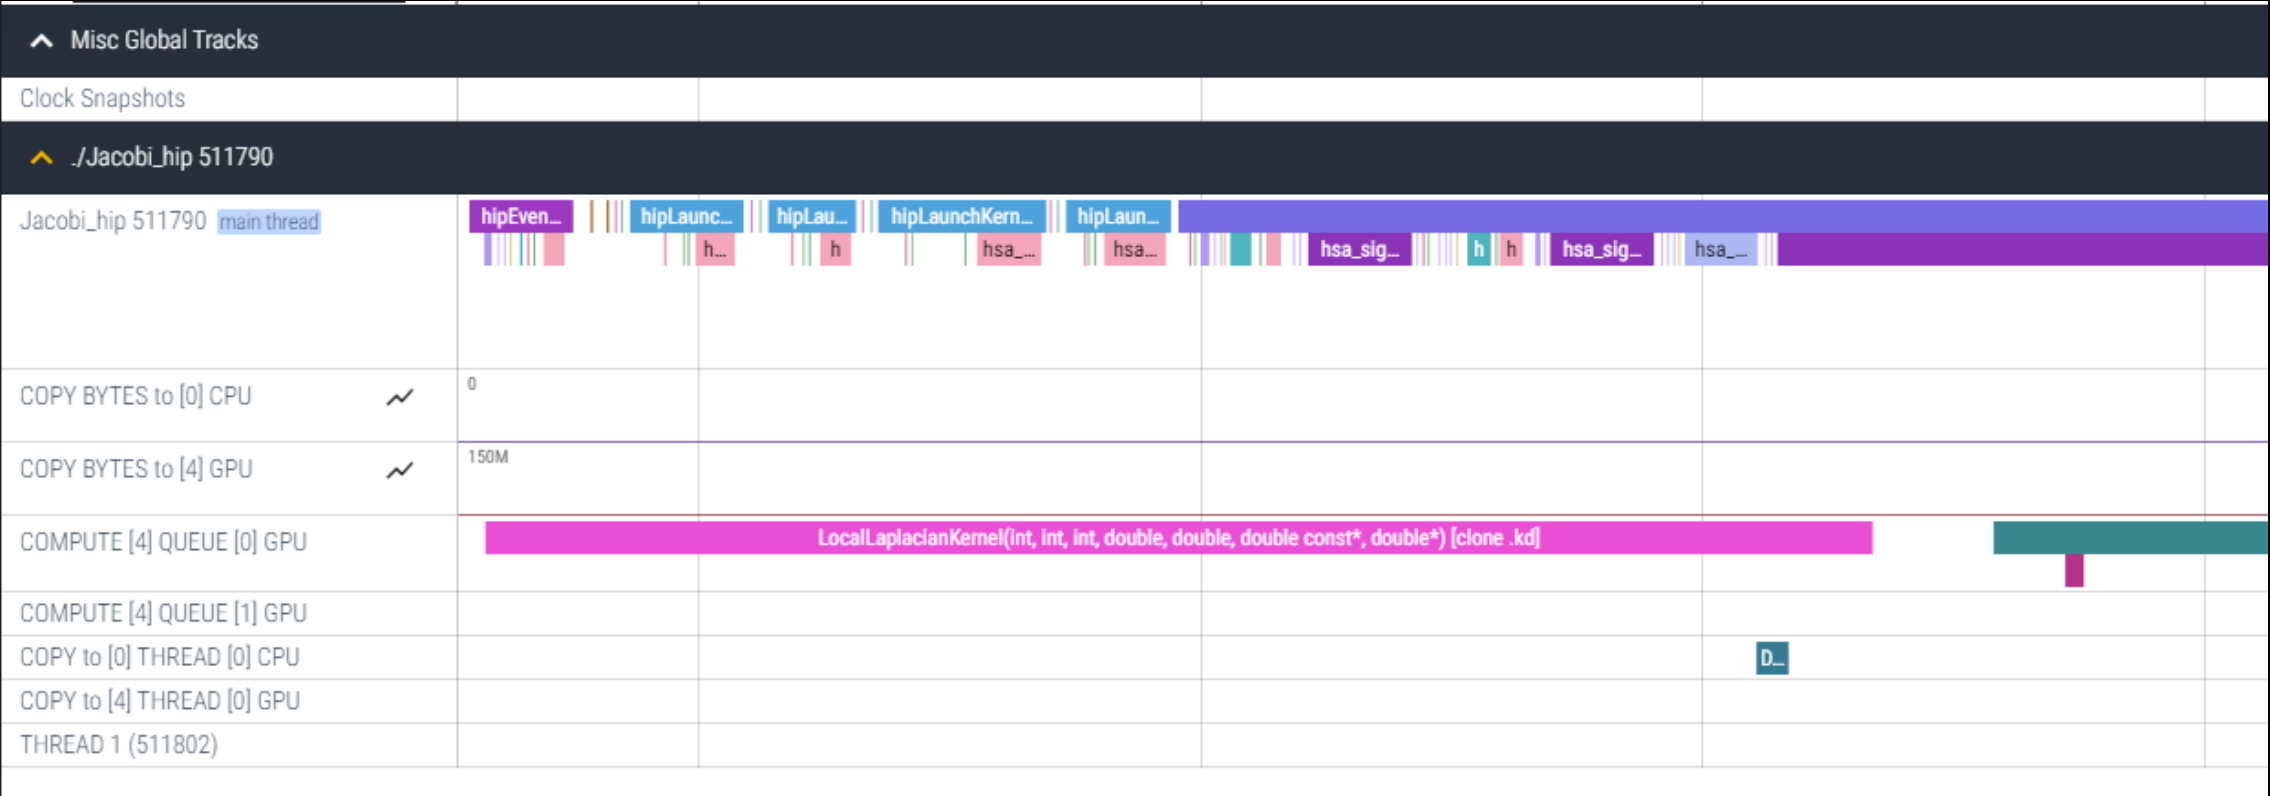 Misc Global Tracks
Clock Snapshots
./Jacobi_hip 511790
Jacobi_hip 511790 main thread
hipEven... hipLaunc... hipLau... hipLaunchKern... hipLaun...
h... h hsa_... hsa... hsa_sig... h h hsa_sig... hsa_...
COPY BYTES to [0] CPU
0
COPY BYTES to [4] GPU
150M
COMPUTE [4] QUEUE [0] GPU
LocalLaplacianKernel(int, int, int, double, double, double const*, double*) [clone .kd]
COMPUTE [4] QUEUE [1] GPU
COPY to [0] THREAD [0] CPU
D...
COPY to [4] THREAD [0] GPU
THREAD 1 (511802)